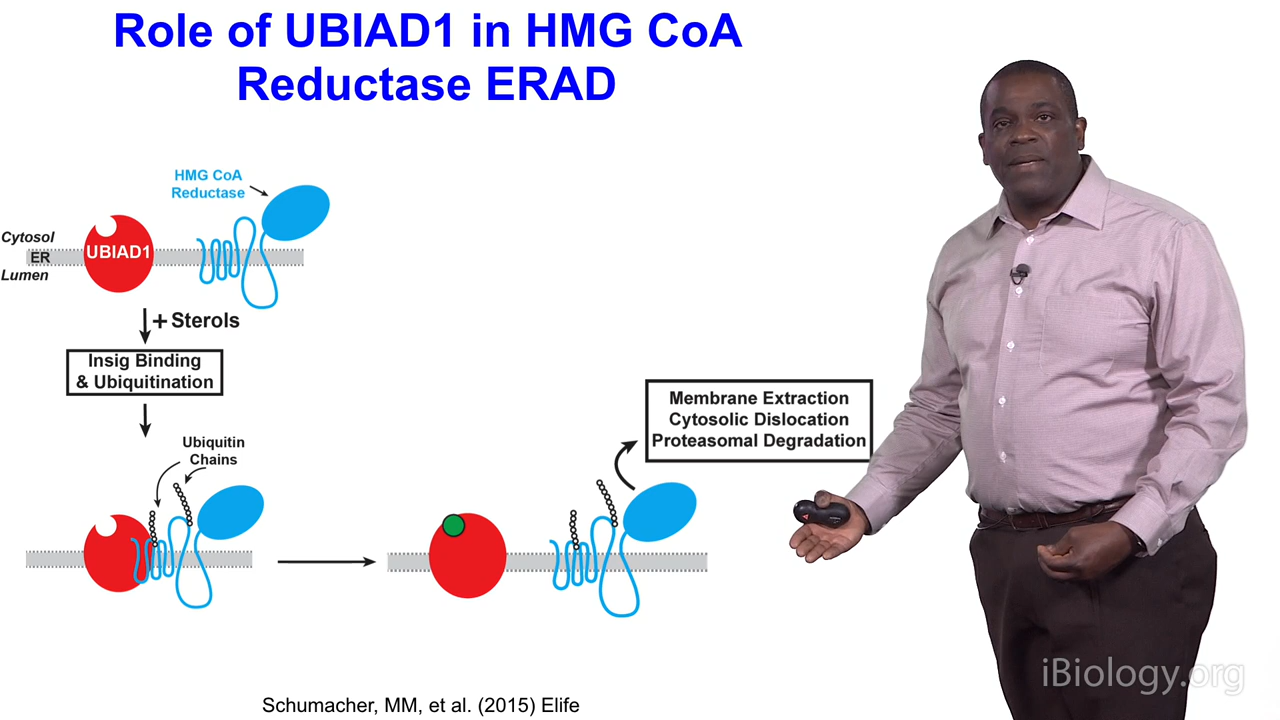 Role of UBIAD1 in HMG CoA
Reductase ERAD
HMG CoA
Reductase
Cytosol
ER
Lumen
UBIAD1
+ Sterols
Insig Binding
& Ubiquitination
Ubiquitin
Chains
Membrane Extraction
Cytosolic Dislocation
Proteasomal Degradation
Schumacher, MM, et al. (2015) Elife
iBiology.org